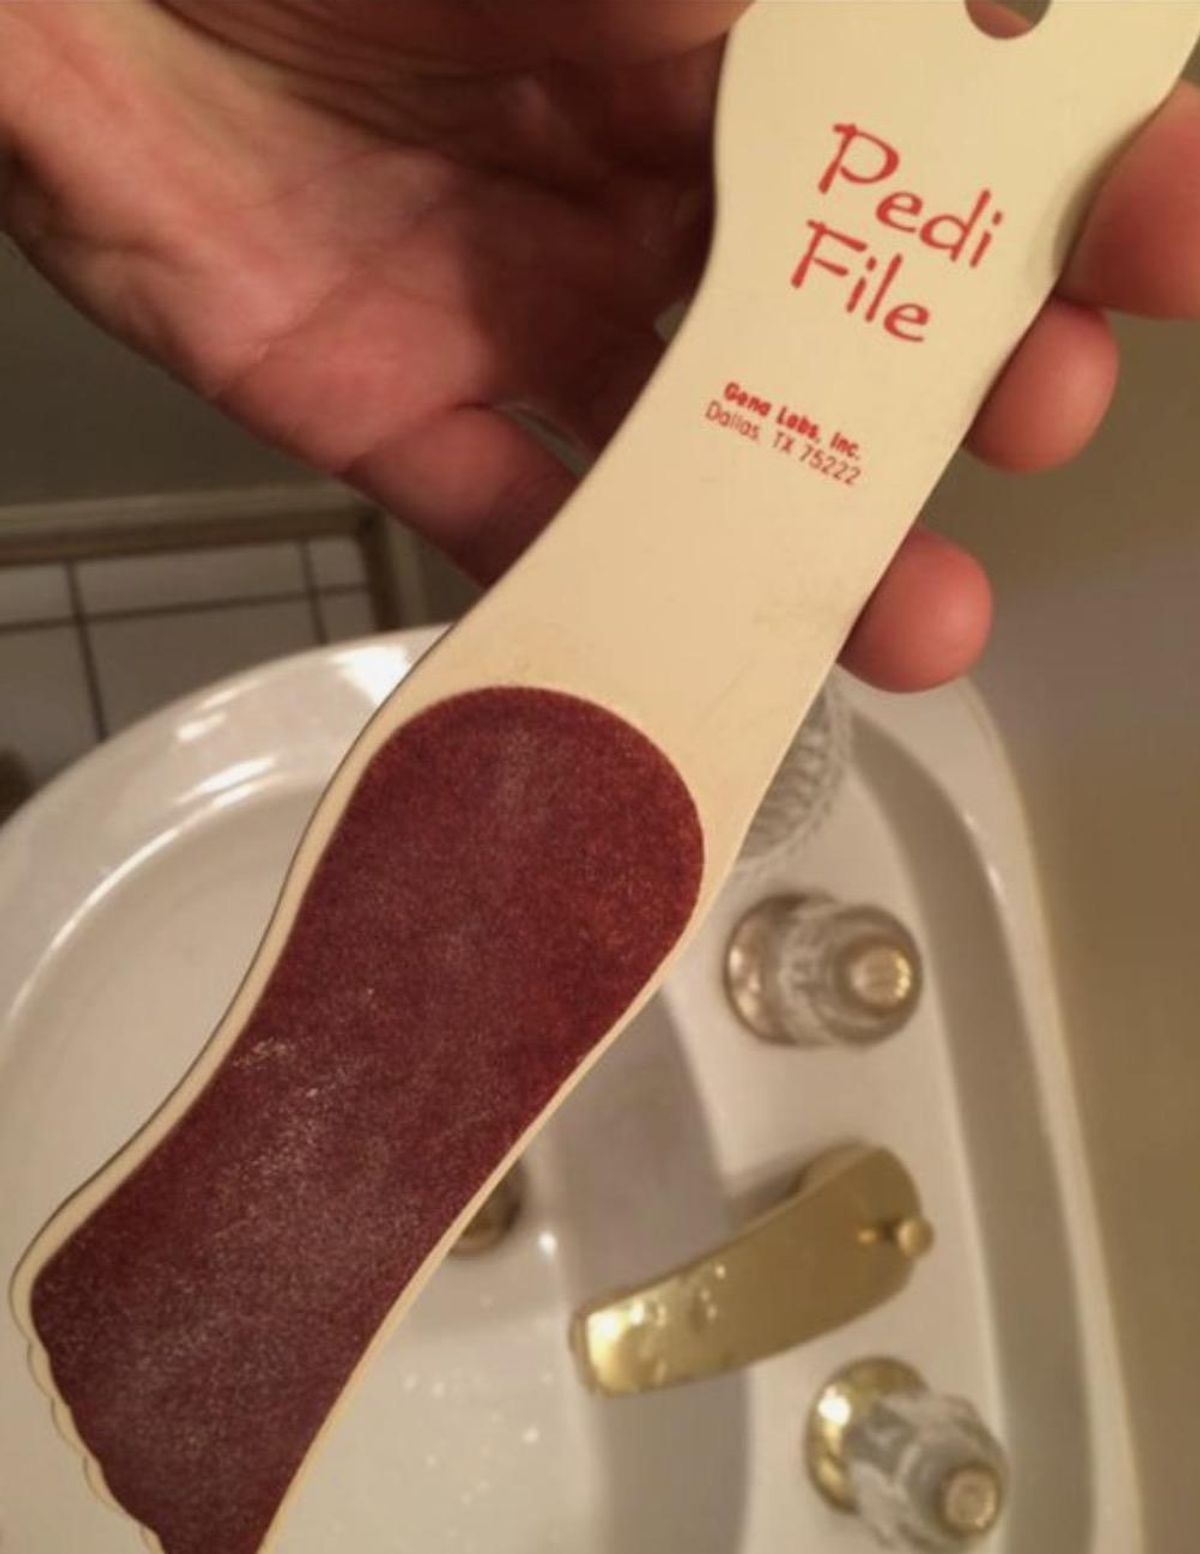 Pedi
File
Gena Labs, Inc.
Dallas, TX 75222